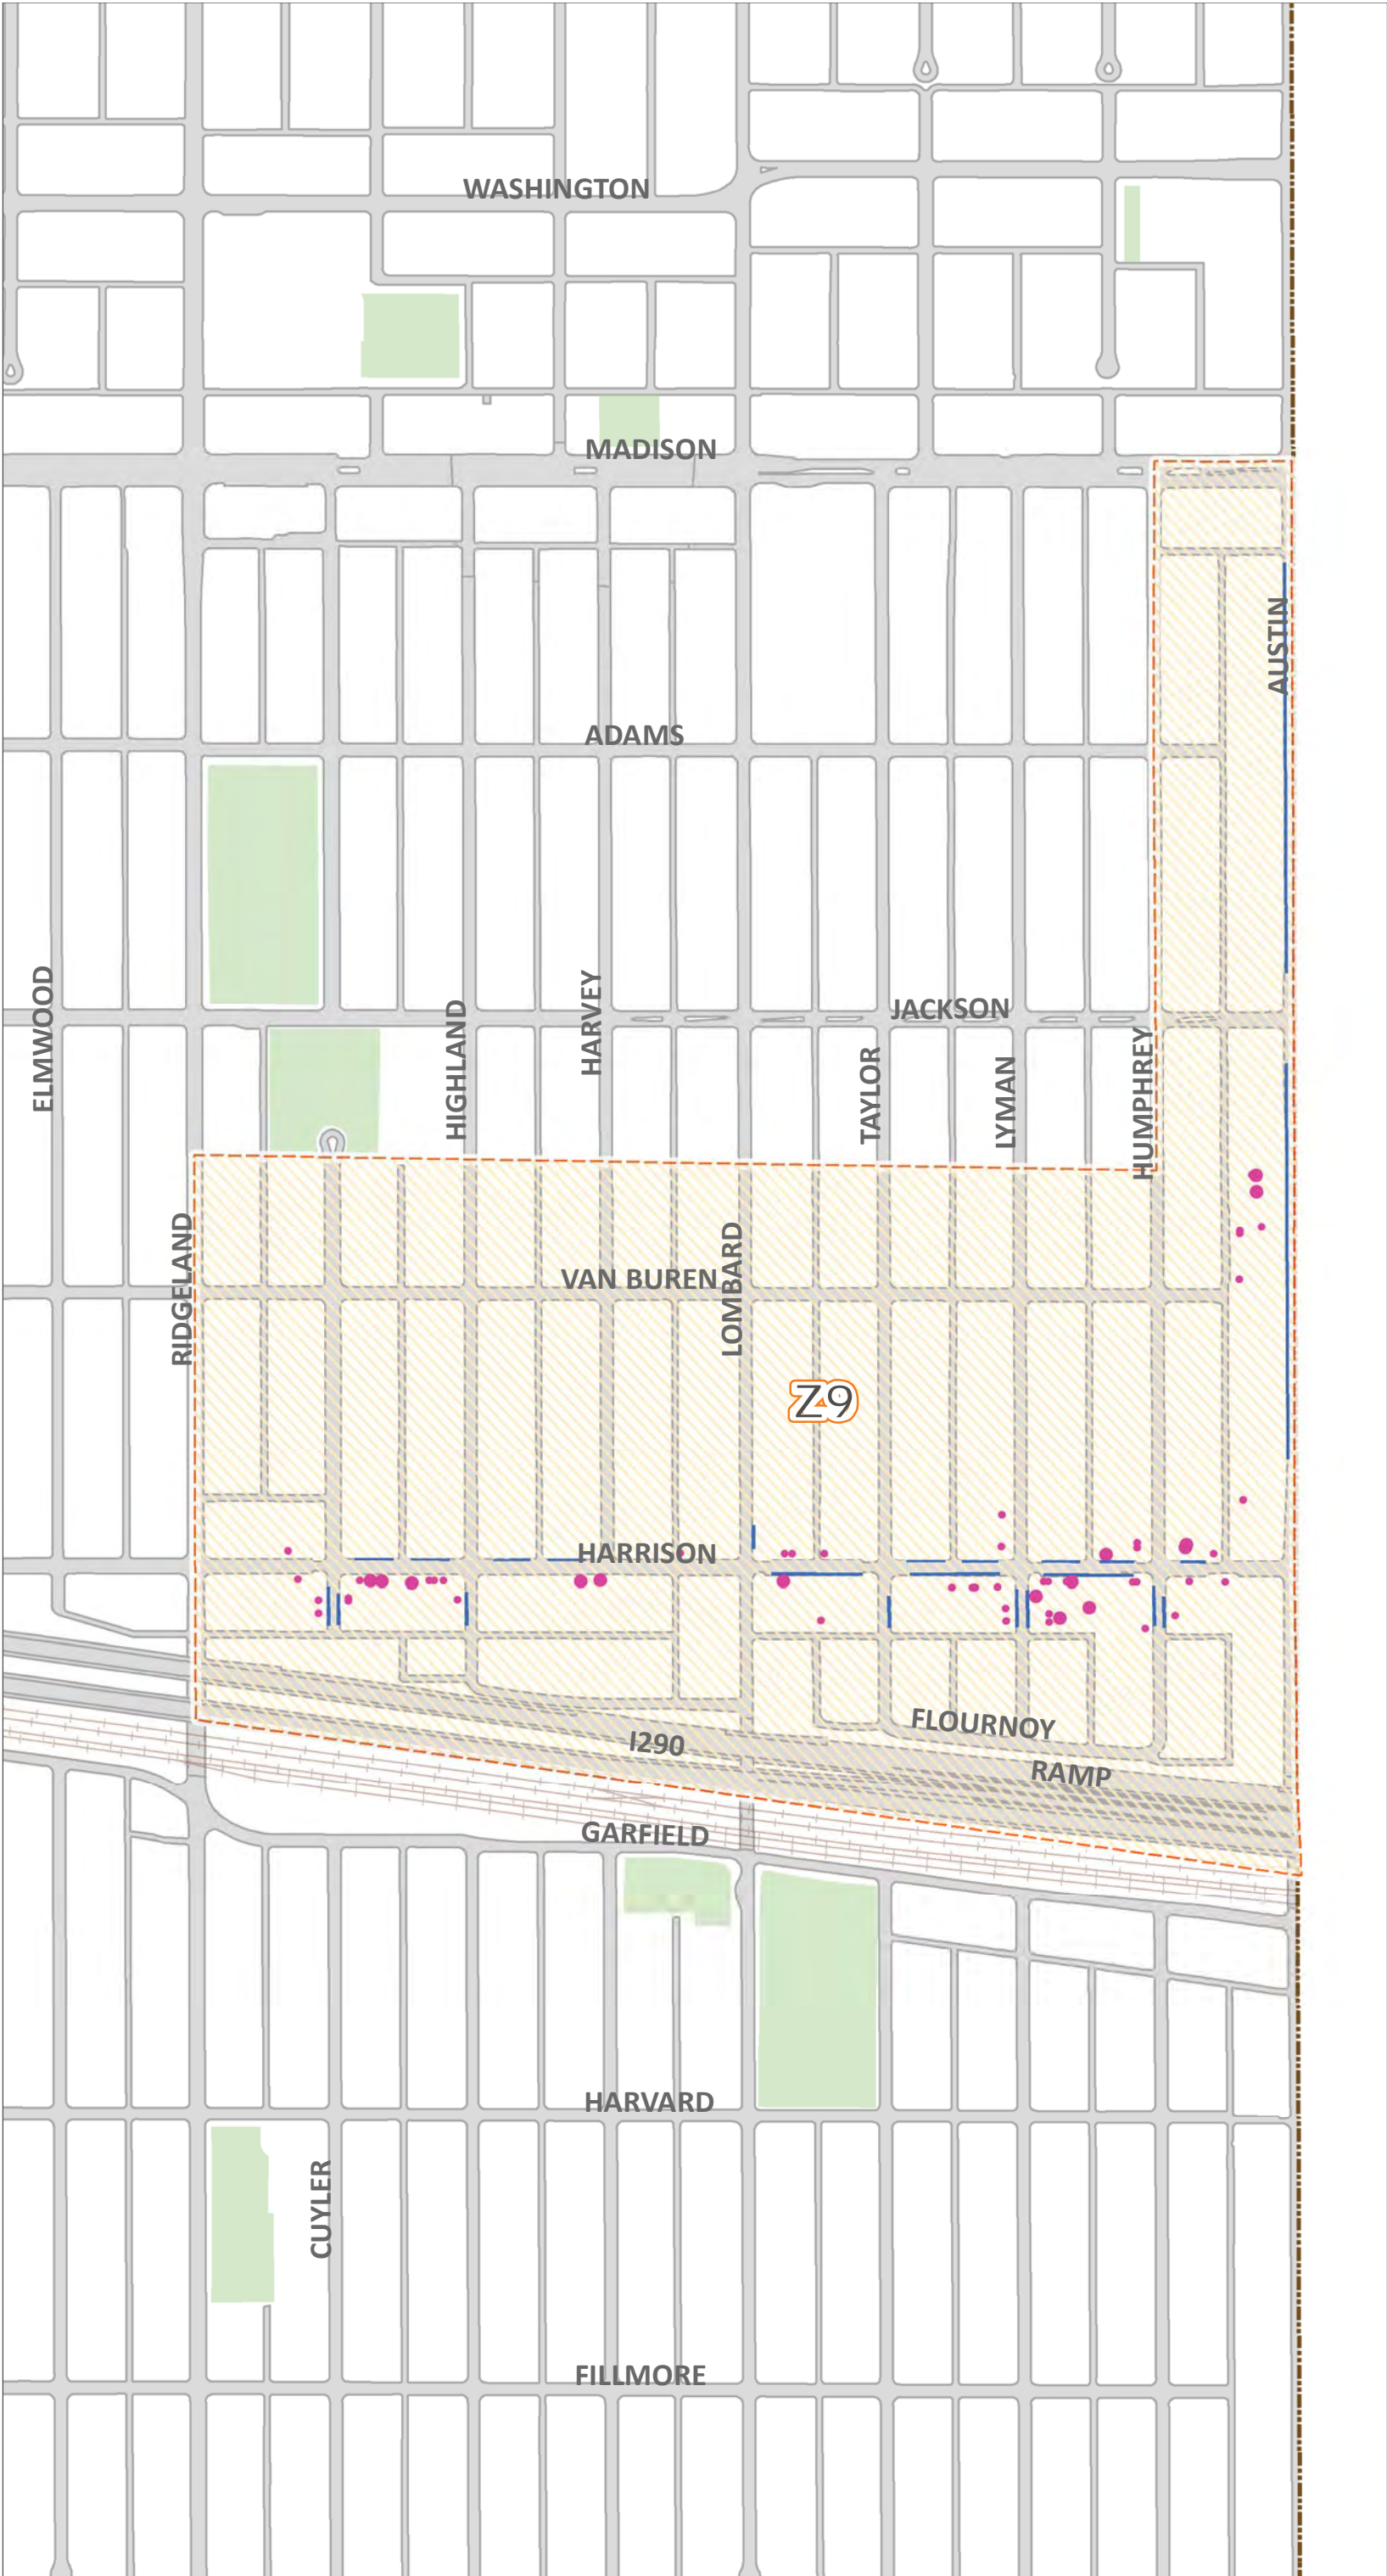 WASHINGTON
MADISON
AUSTIN
ADAMS
ELMWOOD
HIGHLAND
HARVEY
JACKSON
TAYLOR
LYMAN
HUMPHREY
RIDGELAND
LOMBARD
VAN BUREN
Z9
HARRISON
FLOURNOY
I290
RAMP
GARFIELD
HARVARD
CUYLER
FILLMORE